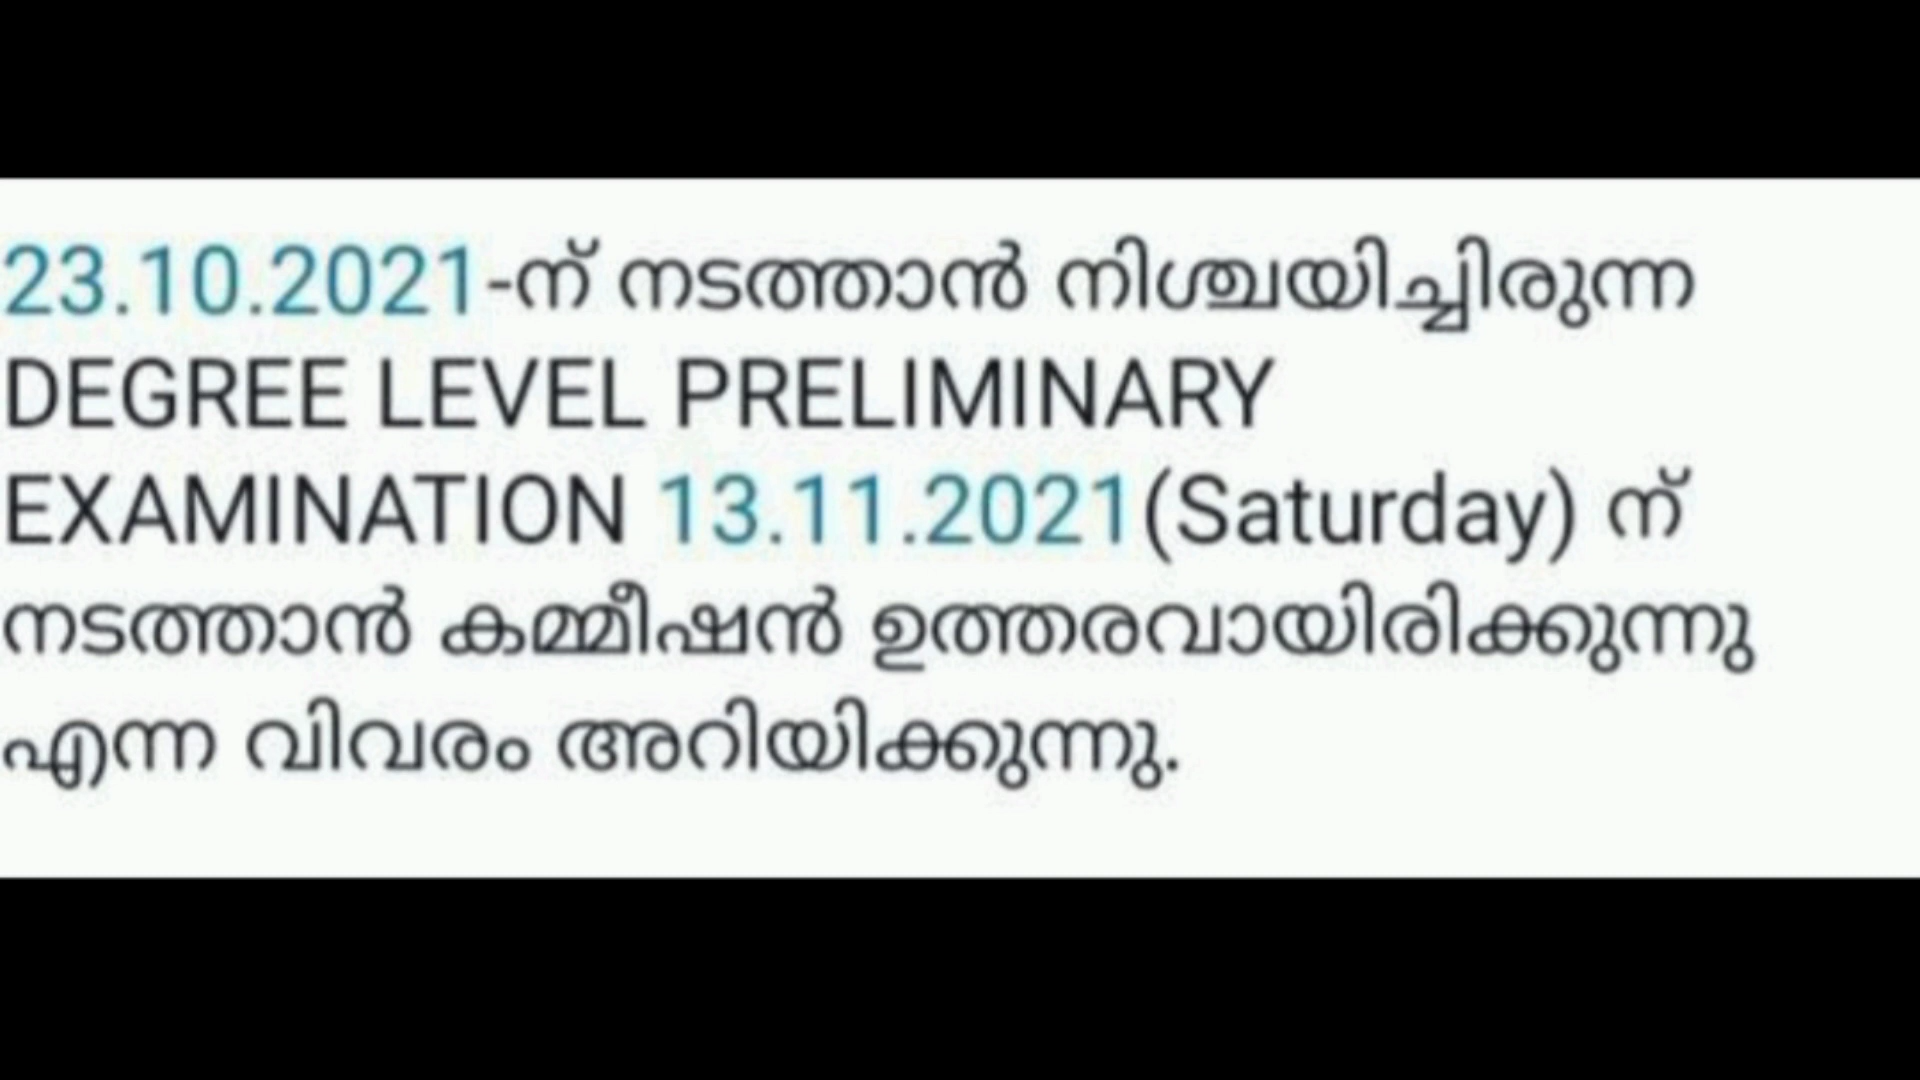 23.10.2021-ന് നടത്താൻ നിശ്ചയിച്ചിരുന്ന
DEGREE LEVEL PRELIMINARY
EXAMINATION 13.11.2021(Saturday) ന്
നടത്താൻ കമ്മീഷൻ ഉത്തരവായിരിക്കുന്നു
എന്ന വിവരം അറിയിക്കുന്നു.